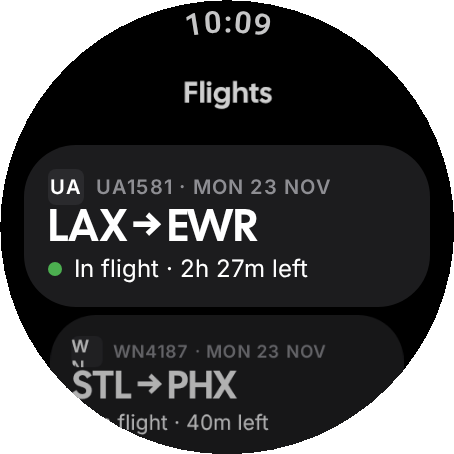 10:09
Flights
UA UA1581 · MON 23 NOV
LAX→EWR
In flight · 2h 27m left
WN WN4187 · MON 23 NOV
STL→PHX
flight · 40m left